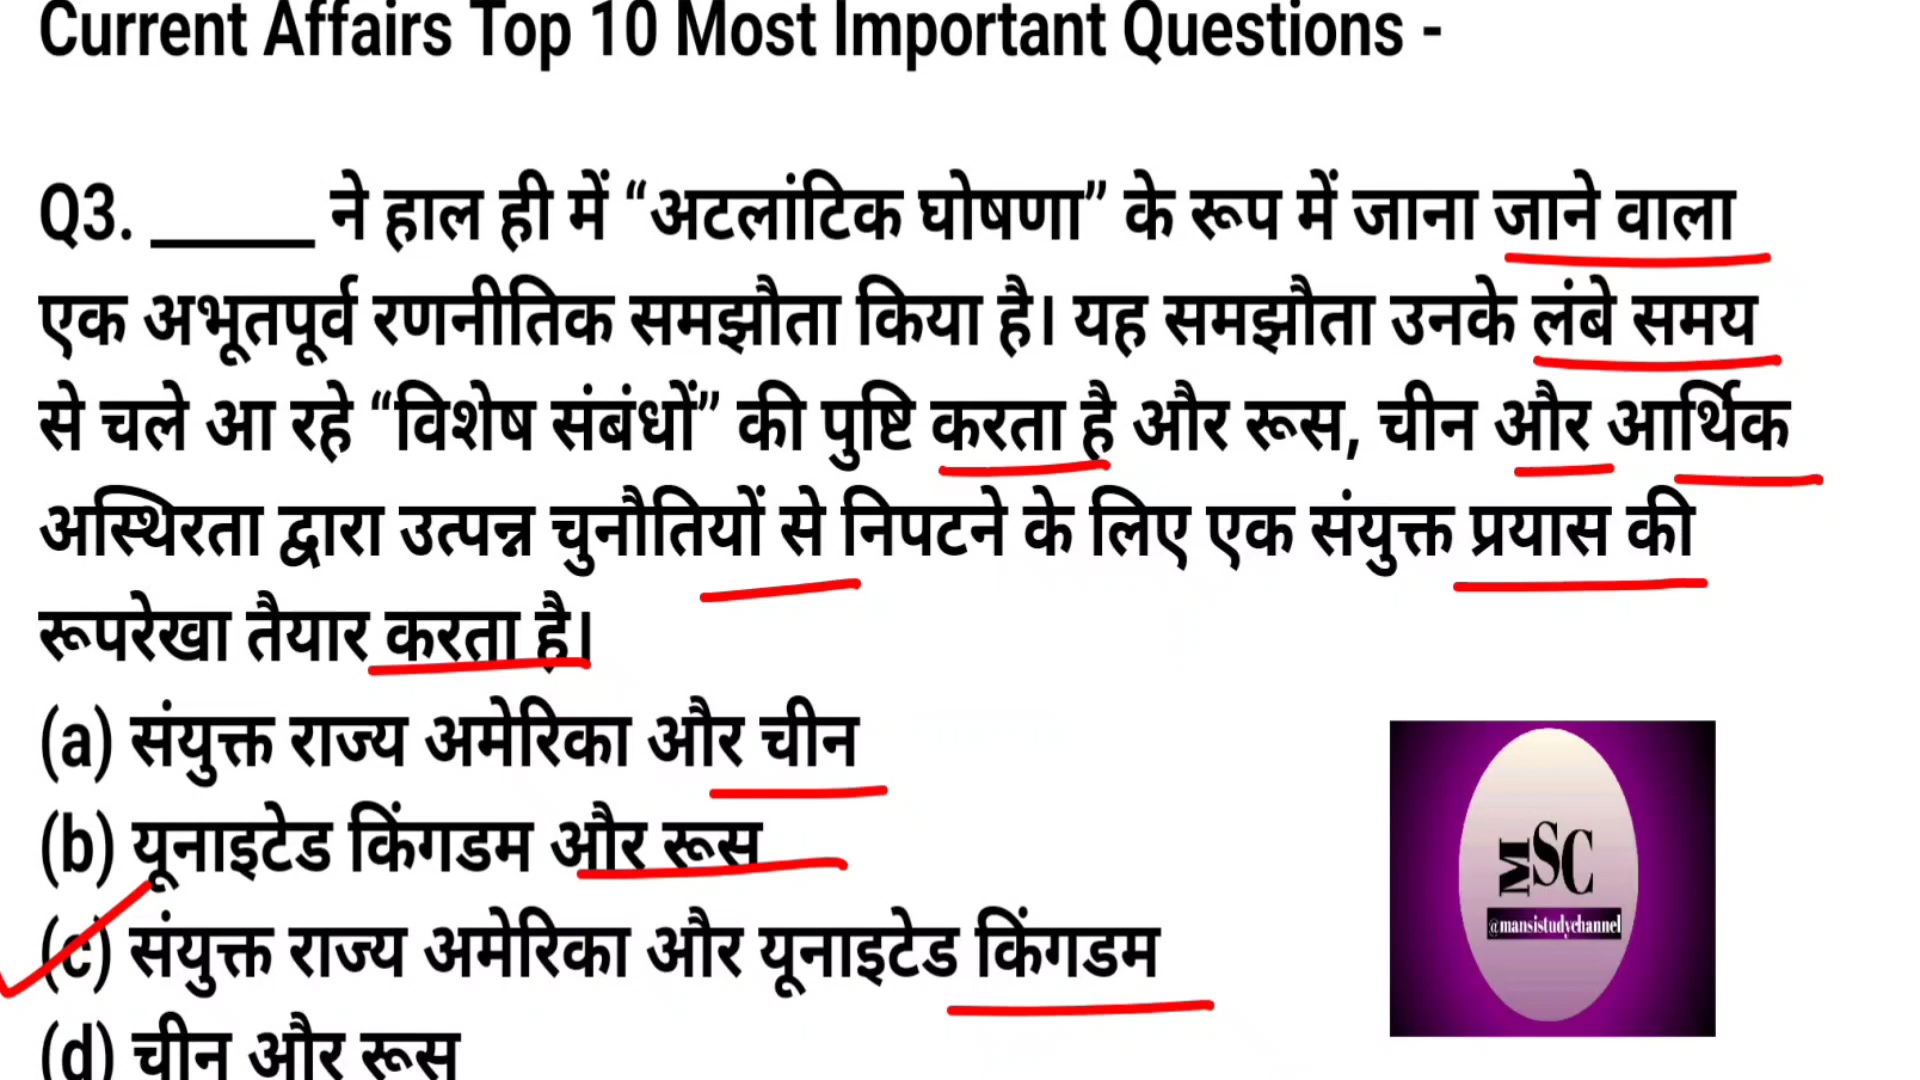 Current Affairs Top 10 Most Important Questions -
Q3. ______ ने हाल ही में “अटलांटिक घोषणा” के रूप में जाना जाने वाला
एक अभूतपूर्व रणनीतिक समझौता किया है। यह समझौता उनके लंबे समय
से चले आ रहे “विशेष संबंधों” की पुष्टि करता है और रूस, चीन और आर्थिक
अस्थिरता द्वारा उत्पन्न चुनौतियों से निपटने के लिए एक संयुक्त प्रयास की
रूपरेखा तैयार करता है।
(a) संयुक्त राज्य अमेरिका और चीन
(b) यूनाइटेड किंगडम और रूस
(c) संयुक्त राज्य अमेरिका और यूनाइटेड किंगडम
(d) चीन और रूस
MSC
@mansistudychannel